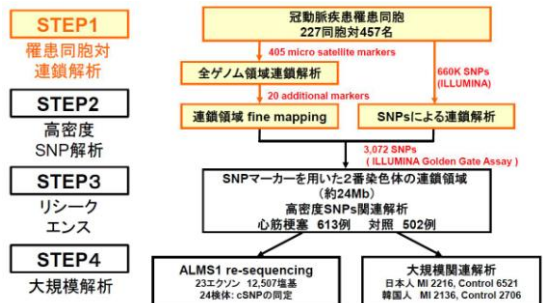 STEP1
罹患同胞対
連鎖解析
STEP2
高密度
SNP解析
STEP3
リシーク
エンス
STEP4
大規模解析
冠動脈疾患罹患同胞
227同胞対457名
405 micro satellite markers
全ゲノム領域連鎖解析
660K SNPs
(ILLUMINA)
20 additional markers
連鎖領域 fine mapping
SNPsによる連鎖解析
3,072 SNPs
( ILLUMINA Golden Gate Assay )
SNPマーカーを用いた2番染色体の連鎖領域
(約24Mb)
高密度SNPs関連解析
心筋梗塞 613例 対照 502例
ALMS1 re-sequencing
23エクソン 12,507塩基
24検体: cSNPの同定
大規模関連解析
日本人 MI 2216, Control 6521
韓国人 MI 2136, Control 2706